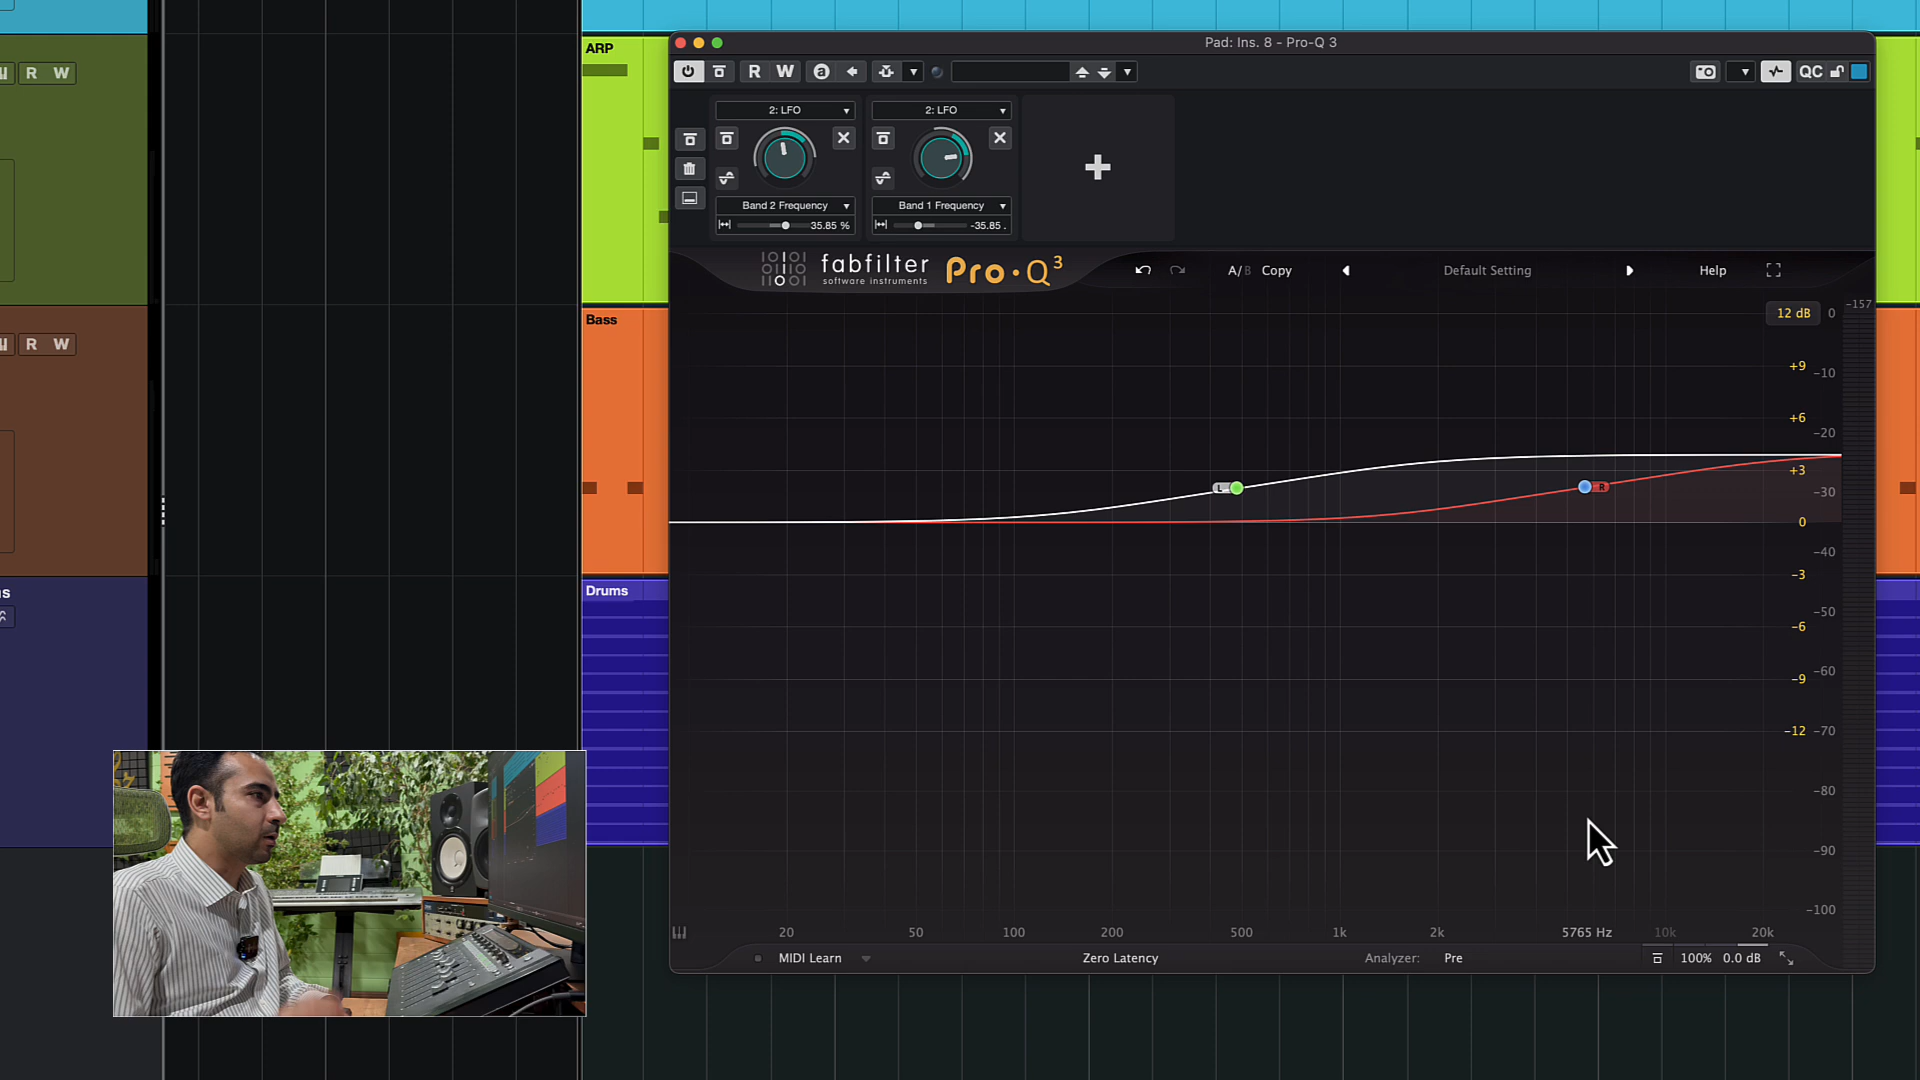 Pad: Ins. 8 - Pro-Q 3
R W
QC
2: LFO
2: LFO
Band 2 Frequency
Band 1 Frequency
35.85 %
-35.85 .
fabfilter
software instruments
Pro·Q3
A/B Copy
Default Setting
Help
12 dB
0
-157
+9
-10
+6
-20
+3
-30
0
-40
-3
-50
-6
-60
-9
-12
-70
-80
-90
-100
L
R
20
50
100
200
500
1k
2k
5765 Hz
10k
20k
MIDI Learn
Zero Latency
Analyzer:
Pre
100%
0.0 dB
ARP
Bass
Drums
R W
R W
s